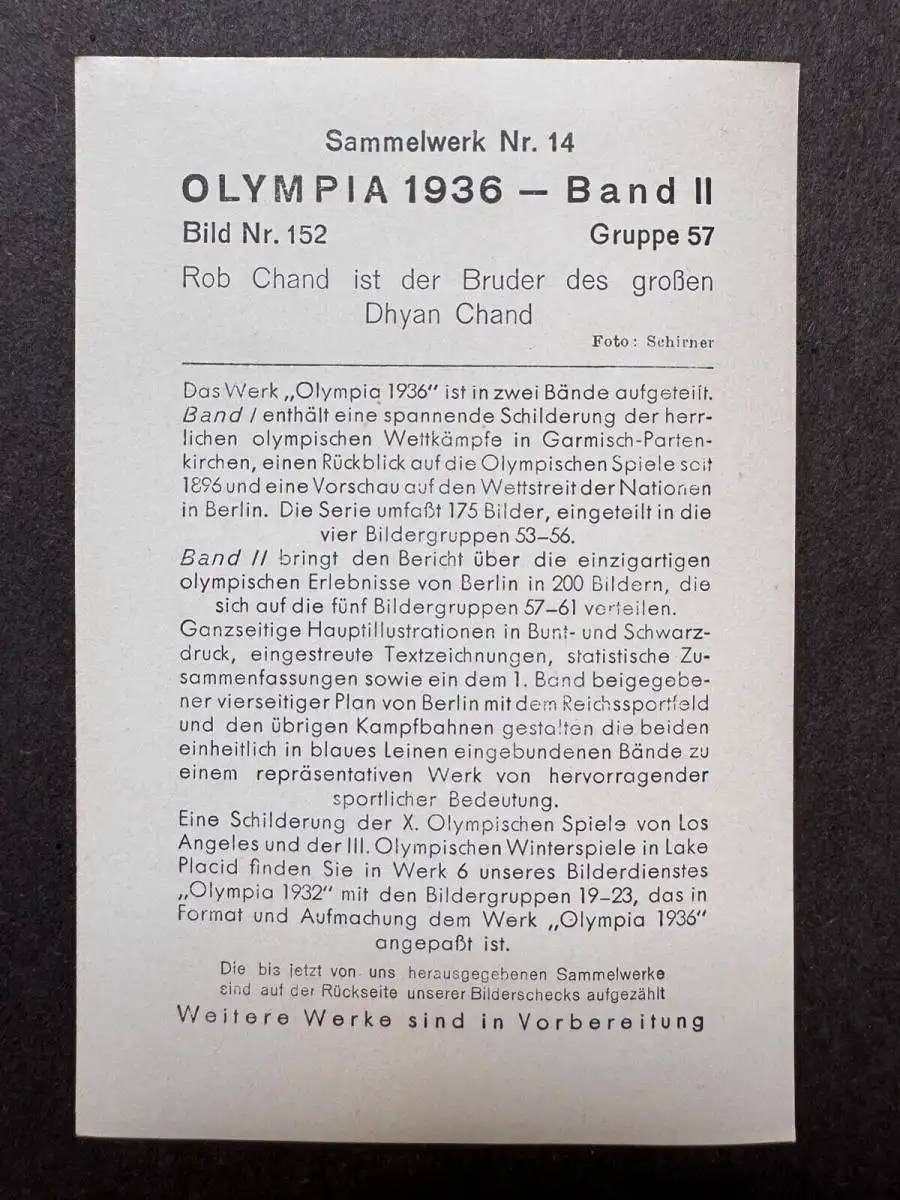 Sammelwerk Nr. 14
OLYMPIA 1936 — Band II
Bild Nr. 152 Gruppe 57
Rob Chand ist der Bruder des großen
Dhyan Chand
Foto: Schirner
Das Werk „Olympia 1936“ ist in zwei Bände aufgeteilt.
Band I enthält eine spannende Schilderung der herr-
lichen olympischen Wettkämpfe in Garmisch-Parten-
kirchen, einen Rückblick auf die Olympischen Spiele seit
1896 und eine Vorschau auf den Wettstreit der Nationen
in Berlin. Die Serie umfaßt 175 Bilder, eingeteilt in die
vier Bildergruppen 53–56.
Band II bringt den Bericht über die einzigartigen
olympischen Erlebnisse von Berlin in 200 Bildern, die
sich auf die fünf Bildergruppen 57–61 verteilen.
Ganzseitige Hauptillustrationen in Bunt- und Schwarz-
druck, eingestreute Textzeichnungen, statistische Zu-
sammenfassungen sowie ein dem 1. Band beigegebe-
ner vierseitiger Plan von Berlin mit dem Reichssportfeld
und den übrigen Kampfbahnen gestalten die beiden
einheitlich in blaues Leinen eingebundenen Bände zu
einem repräsentativen Werk von hervorragender
sportlicher Bedeutung.
Eine Schilderung der X. Olympischen Spiele von Los
Angeles und der III. Olympischen Winterspiele in Lake
Placid finden Sie in Werk 6 unseres Bilderdienstes
„Olympia 1932“ mit den Bildergruppen 19–23, das in
Format und Aufmachung dem Werk „Olympia 1936“
angepaßt ist.
Die bis jetzt von uns herausgegebenen Sammelwerke
sind auf der Rückseite unserer Bilderschecks aufgezählt
Weitere Werke sind in Vorbereitung